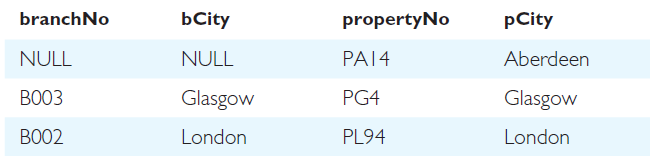 branchNo bCity propertyNo pCity
NULL NULL PA14 Aberdeen
B003 Glasgow PG4 Glasgow
B002 London PL94 London